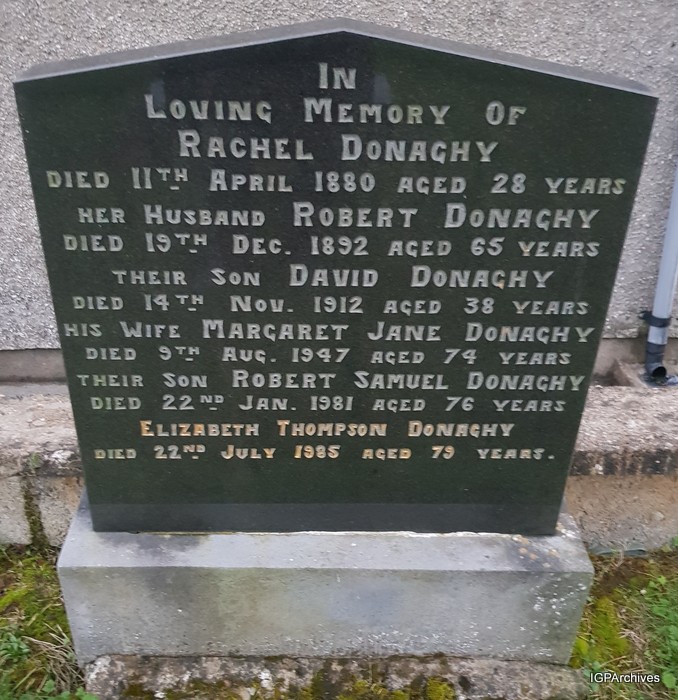 IN
LOVING MEMORY OF
RACHEL DONAGHY
DIED 11TH APRIL 1880 AGED 28 YEARS
HER HUSBAND ROBERT DONAGHY
DIED 19TH DEC. 1892 AGED 65 YEARS
THEIR SON DAVID DONAGHY
DIED 14TH NOV. 1912 AGED 38 YEARS
HIS WIFE MARGARET JANE DONAGHY
DIED 9TH AUG. 1947 AGED 74 YEARS
THEIR SON ROBERT SAMUEL DONAGHY
DIED 22ND JAN. 1981 AGED 76 YEARS
ELIZABETH THOMPSON DONAGHY
DIED 22ND JULY 1985 AGED 79 YEARS.
IGPArchives